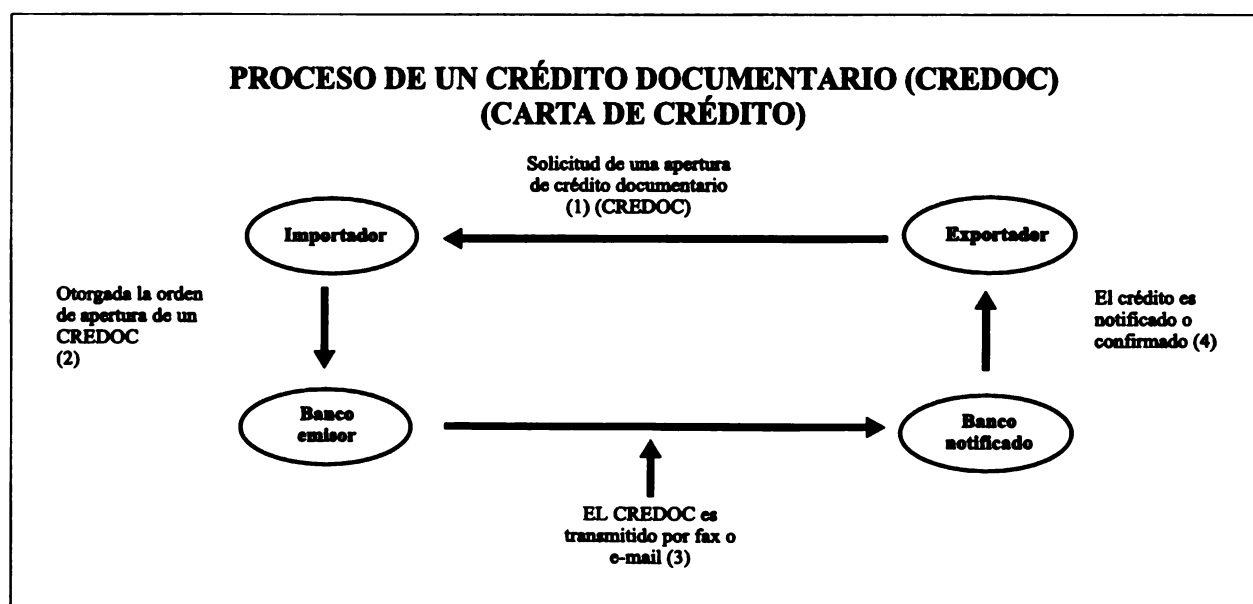 PROCESO DE UN CRÉDITO DOCUMENTARIO (CREDOC)
(CARTA DE CRÉDITO)
Solicitud de una apertura
de crédito documentario
(1) (CREDOC)
Importador
Exportador
Otorgada la orden
de apertura de un
CREDOC
(2)
El crédito es
notificado o
confirmado (4)
Banco
emisor
Banco
notificado
EL CREDOC es
transmitido por fax o
e-mail (3)